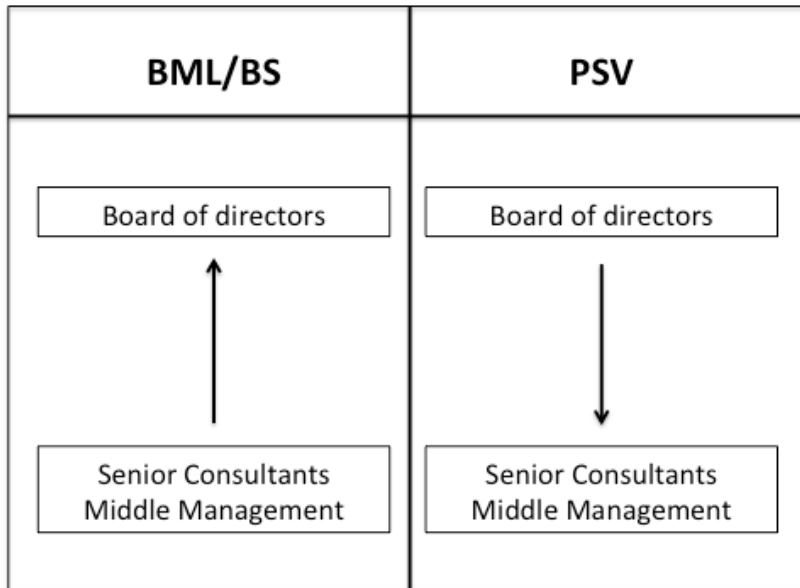 BML/BS
PSV
Board of directors
Board of directors
Senior Consultants
Middle Management
Senior Consultants
Middle Management